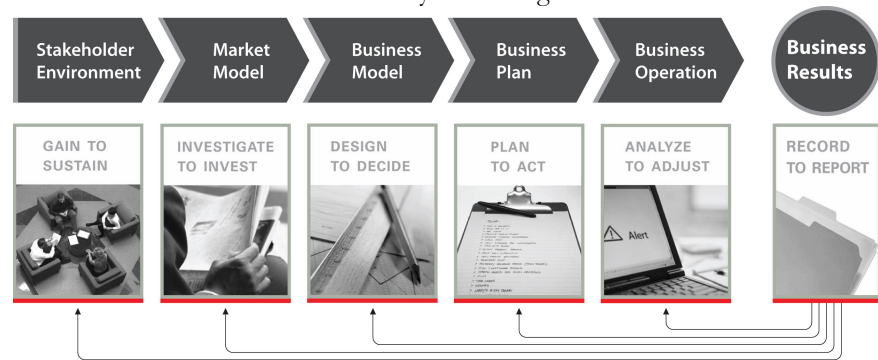 Stakeholder
Environment
Market
Model
Business
Model
Business
Plan
Business
Operation
Business
Results
GAIN TO
SUSTAIN
INVESTIGATE
TO INVEST
DESIGN
TO DECIDE
PLAN
TO ACT
ANALYZE
TO ADJUST
RECORD
TO REPORT
Alert